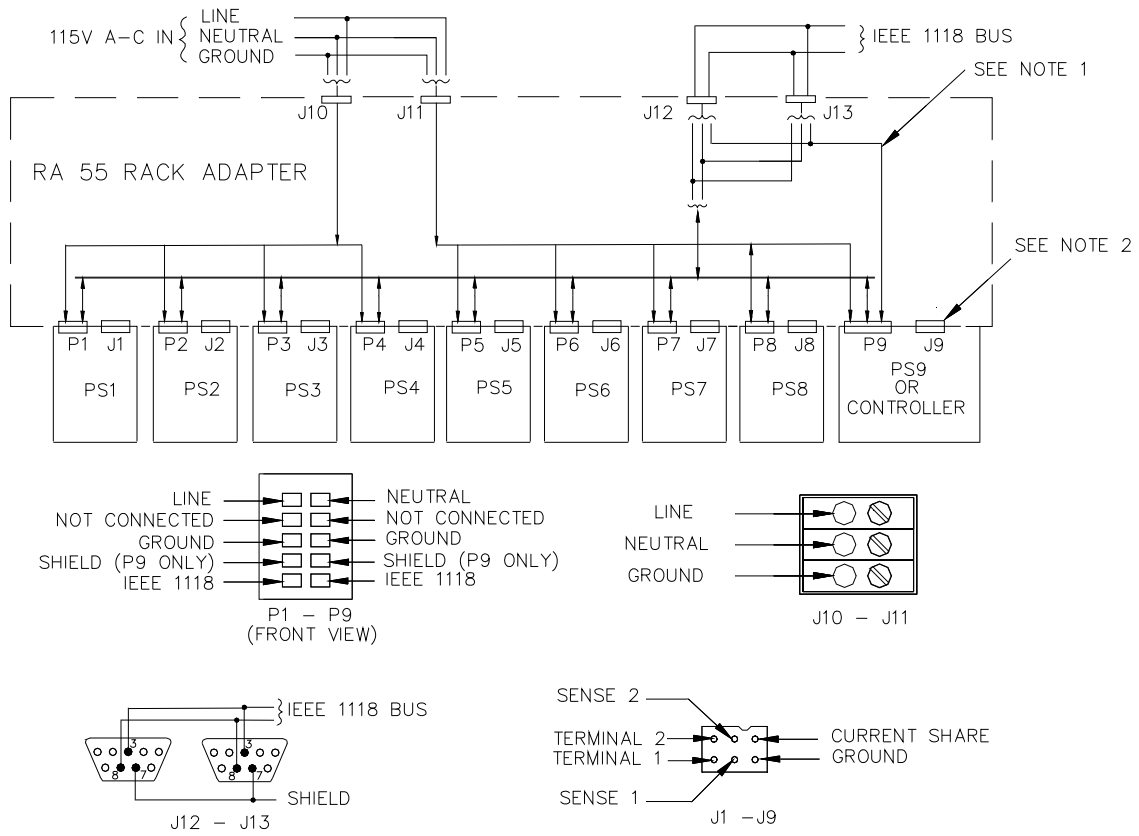 LINE
115V A-C IN
NEUTRAL
GROUND
IEEE 1118 BUS
SEE NOTE 1
J10
J11
J12
J13
RA 55 RACK ADAPTER
SEE NOTE 2
P1 J1 P2 J2 P3 J3 P4 J4 P5 J5 P6 J6 P7 J7 P8 J8 P9 J9
PS1 PS2 PS3 PS4 PS5 PS6 PS7 PS8 PS9
OR
CONTROLLER
LINE
NEUTRAL
NOT CONNECTED
NOT CONNECTED
GROUND
GROUND
SHIELD (P9 ONLY)
SHIELD (P9 ONLY)
IEEE 1118
IEEE 1118
P1 - P9
(FRONT VIEW)
LINE
NEUTRAL
GROUND
J10 - J11
IEEE 1118 BUS
3
8 7
3
8 7
SHIELD
J12 - J13
SENSE 2
TERMINAL 2
CURRENT SHARE
TERMINAL 1
GROUND
SENSE 1
J1 -J9